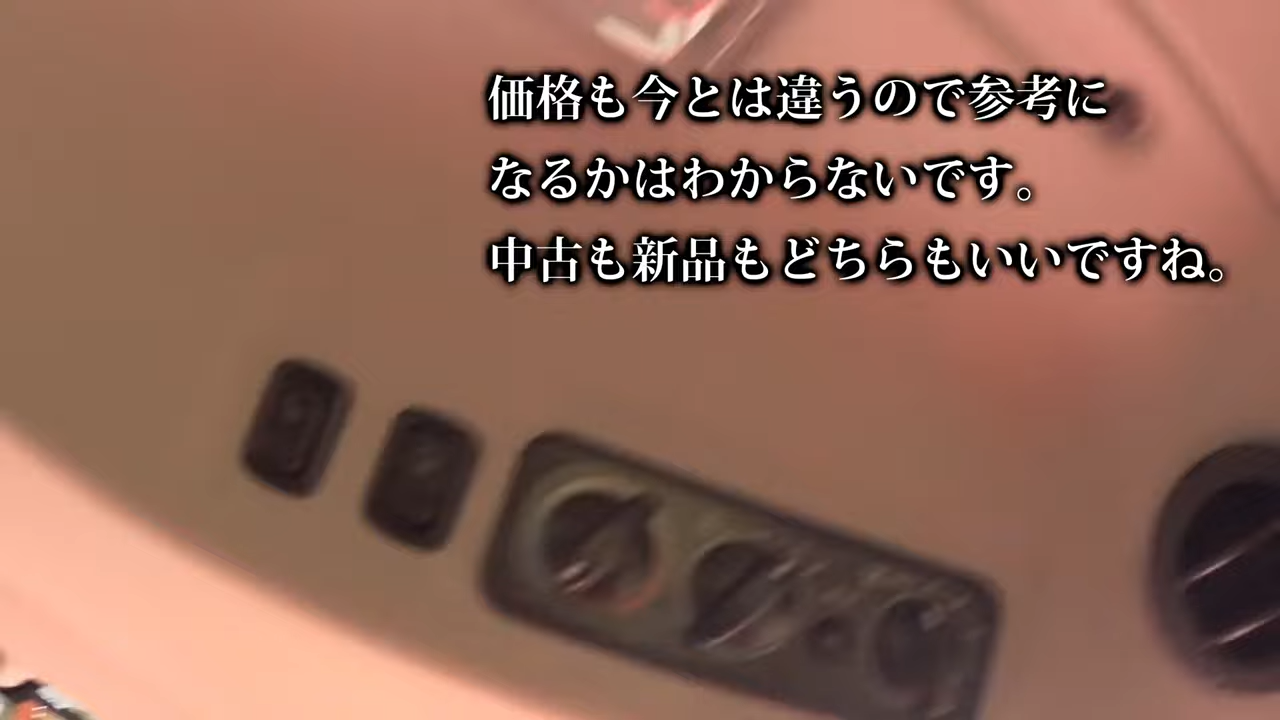 価格も今とは違うので参考に
なるかはわからないです。
中古も新品もどちらもいいですね。